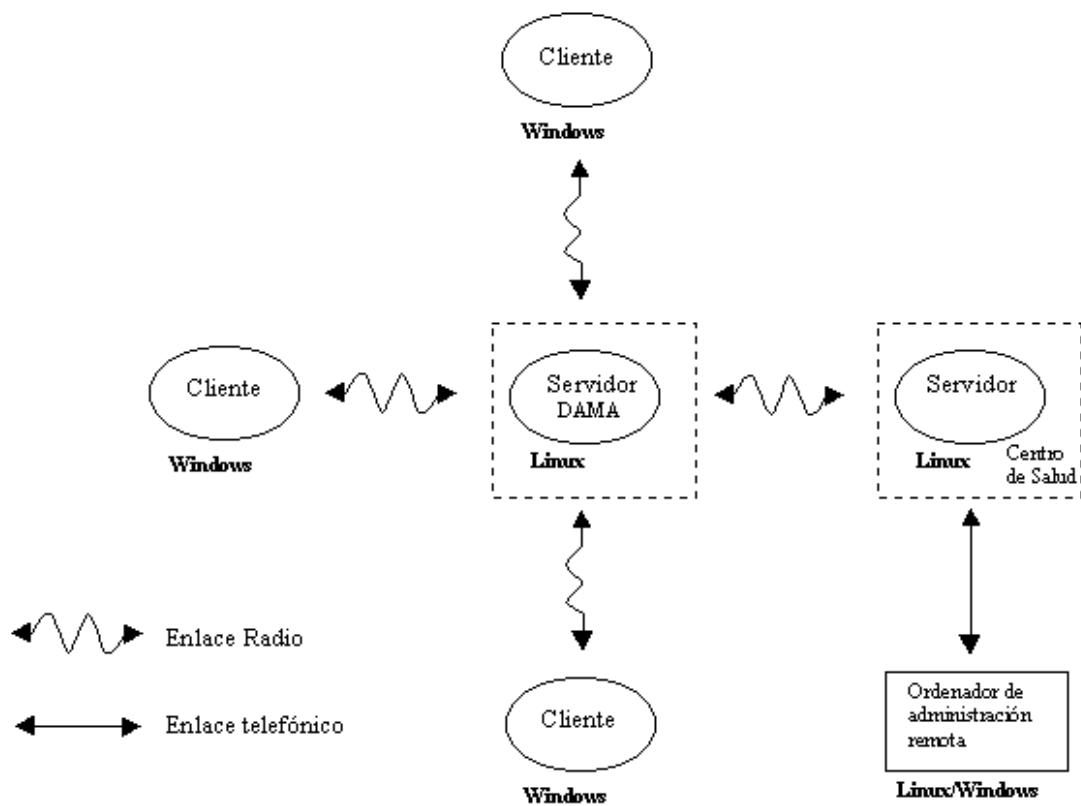 Cliente
Windows
Cliente
Windows
Servidor
DAMA
Linux
Servidor
Linux
Centro
de Salud
Enlace Radio
Enlace telefónico
Cliente
Windows
Ordenador de
administración
remota
Linux/Windows